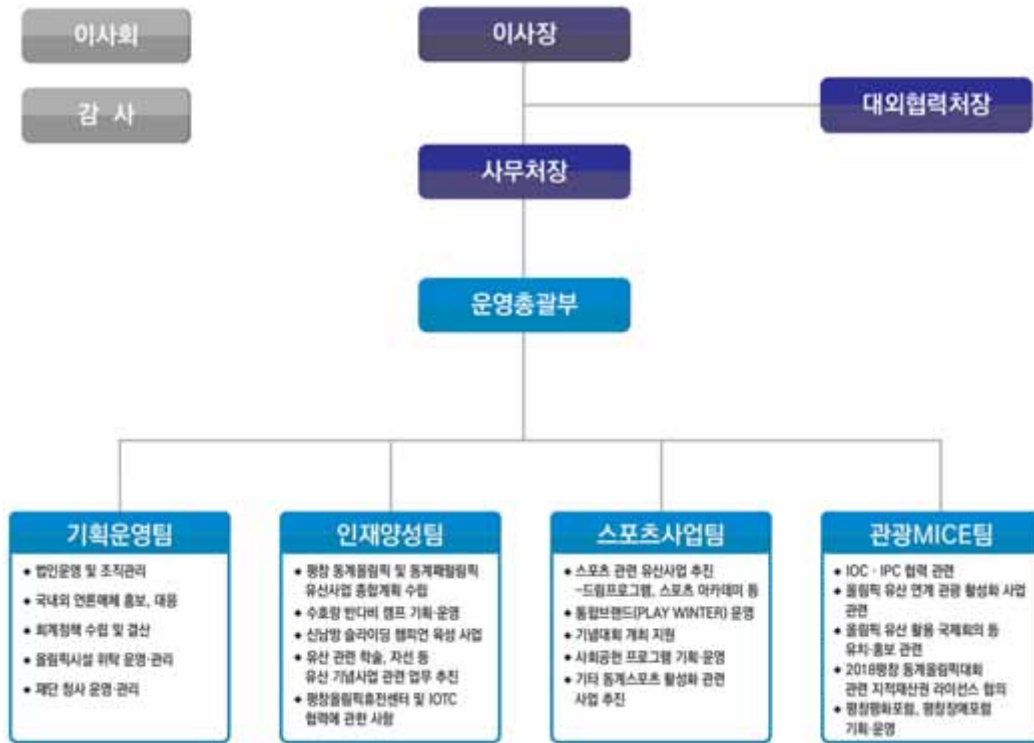 이사회
이사장
감 사
대외협력처장
사무처장
운영총괄부
기획운영팀
◆ 법인운영 및 조직관리
◆ 국내외 언론매체 홍보, 대응
◆ 회계정책 수립 및 결산
◆ 올림픽시설 위탁 운영·관리
◆ 재단 청사 운영·관리
인재양성팀
◆ 평창 동계올림픽 및 동계패럴림픽
유산사업 종합계획 수립
◆ 수호랑 반다비 캠프 기획·운영
◆ 신남방 슬라이딩 챔피언 육성 사업
◆ 유산 관련 학술, 자선 등
유산 기념사업 관련 업무 추진
◆ 평창올림픽휴전센터 및 IOTC
협력에 관한 사항
스포츠사업팀
◆ 스포츠 관련 유산사업 추진
-드림프로그램, 스포츠 아카데미 등
◆ 통합브랜드(PLAY WINTER) 운영
◆ 기념대회 개최 지원
◆ 사회공헌 프로그램 기획·운영
◆ 기타 동계스포츠 활성화 관련
사업 추진
관광MICE팀
◆ IOC · IPC 협력 관련
◆ 올림픽 유산 연계 관광 활성화 사업
관련
◆ 올림픽 유산 활용 국제회의 등
유치·홍보 관련
◆ 2018평창 동계올림픽대회
관련 지적재산권 라이선스 협의
◆ 평창평화포럼, 평창장애포럼
기획·운영